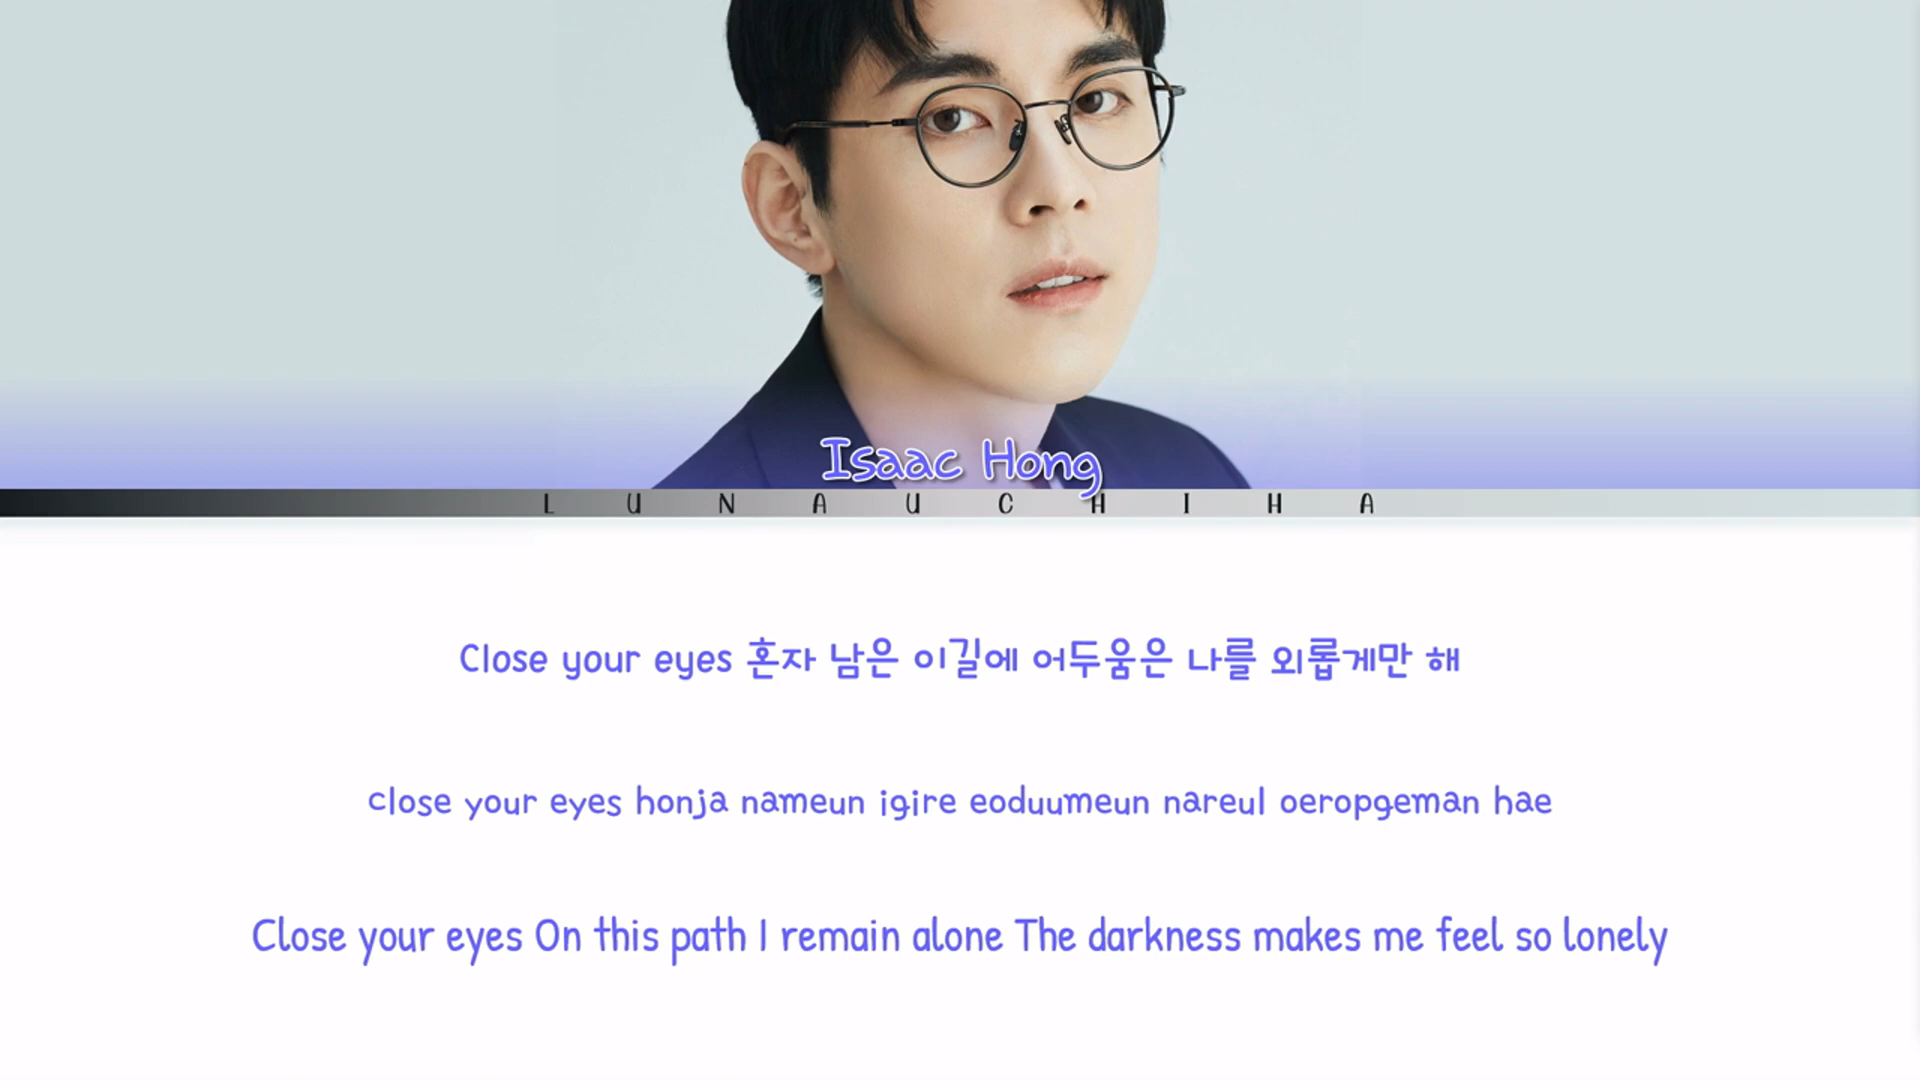 Isaac Hong
LUNAUCHIHA
Close your eyes 혼자 남은 이길에 어두움은 나를 외롭게만 해
close your eyes honja nameun igire eoduumeun nareul oeropgeman hae
Close your eyes On this path I remain alone The darkness makes me feel so lonely